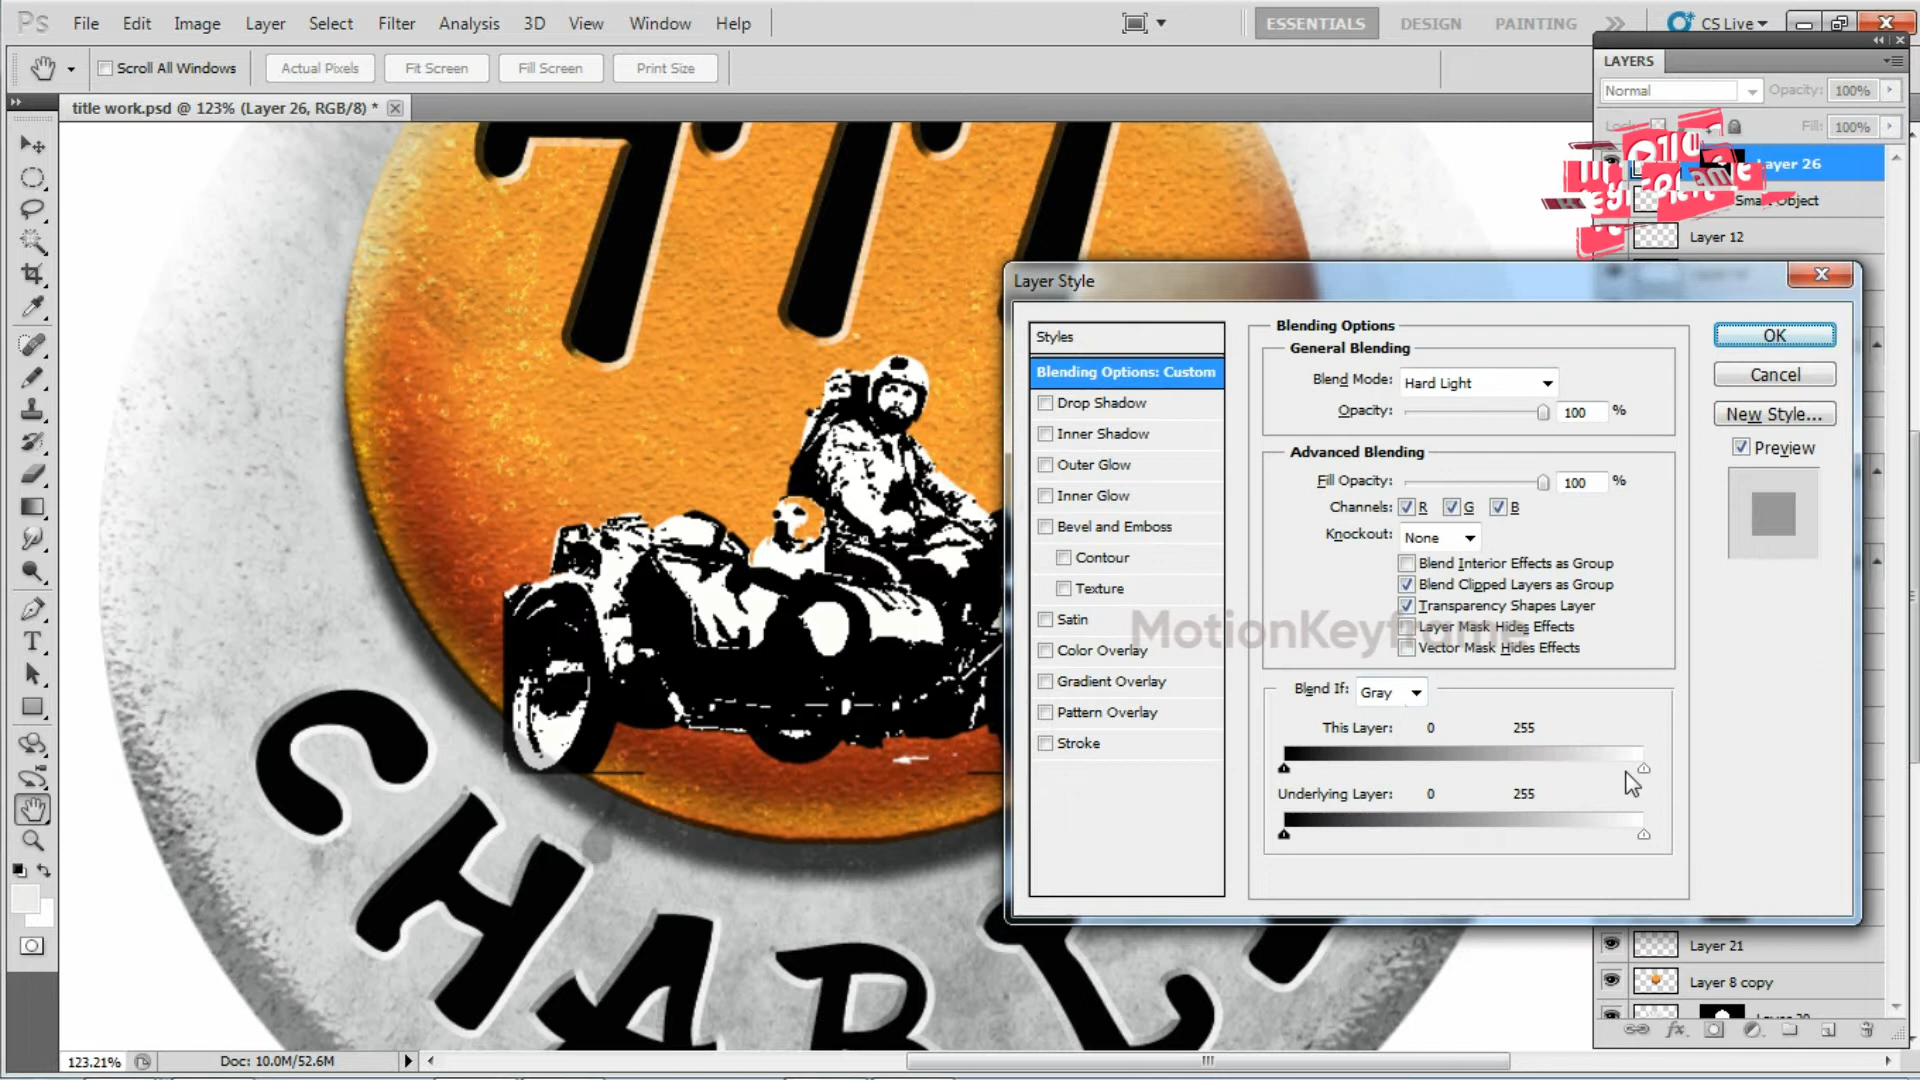 Ps File Edit Image Layer Select Filter Analysis 3D View Window Help ESSENTIALS DESIGN PAINTING CS Live
Scroll All Windows Actual Pixels Fit Screen Fill Screen Print Size
title work.psd @ 123% (Layer 26, RGB/8) *
LAYERS
Normal Opacity: 100%
Fill: 100%
Layer 26
Smart Object
Layer 12
Layer Style
Styles
Blending Options: Custom
Drop Shadow
Inner Shadow
Outer Glow
Inner Glow
Bevel and Emboss
Contour
Texture
Satin
Color Overlay
Gradient Overlay
Pattern Overlay
Stroke
Blending Options
General Blending
Blend Mode: Hard Light
Opacity: 100 %
Advanced Blending
Fill Opacity: 100 %
Channels: R G B
Knockout: None
Blend Interior Effects as Group
Blend Clipped Layers as Group
Transparency Shapes Layer
Layer Mask Hides Effects
Vector Mask Hides Effects
MotionKeyframe
Blend If: Gray
This Layer: 0 255
Underlying Layer: 0 255
OK
Cancel
New Style...
Preview
CHARL
Layer 21
Layer 8 copy
123.21% Doc: 10.0M/52.6M